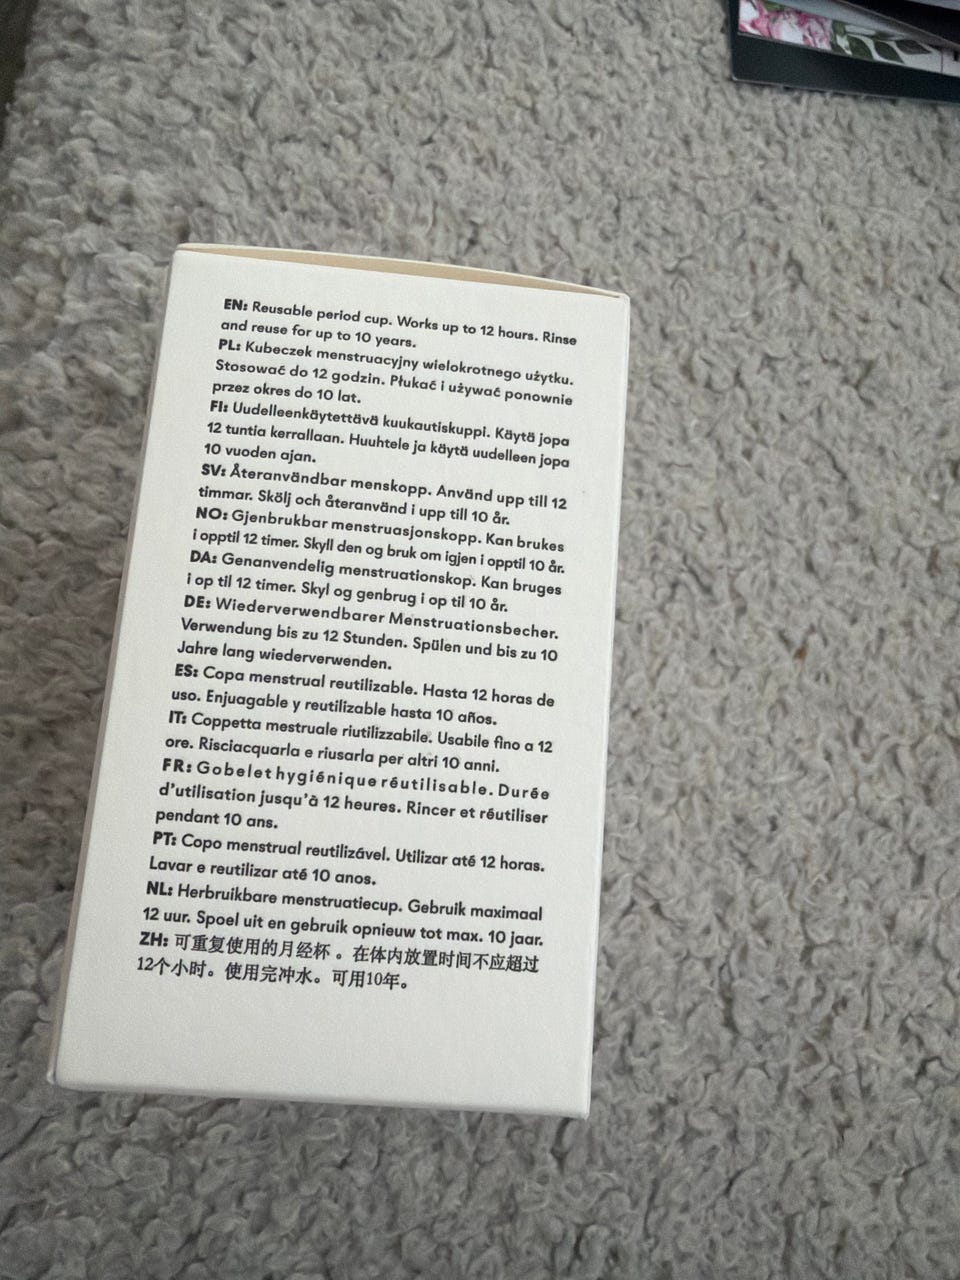 EN: Reusable period cup. Works up to 12 hours. Rinse
and reuse for up to 10 years.
PL: Kubeczek menstruacyjny wielokrotnego użytku.
Stosować do 12 godzin. Płukać i używać ponownie
przez okres do 10 lat.
FI: Uudelleenkäytettävä kuukautiskuppi. Käytä jopa
12 tuntia kerrallaan. Huuhtele ja käytä uudelleen jopa
10 vuoden ajan.
SV: Återanvändbar menskopp. Använd upp till 12
timmar. Skölj och återanvänd i upp till 10 år.
NO: Gjenbrukbar menstruasjonskopp. Kan brukes
i opptil 12 timer. Skyll den og bruk om igjen i opptil 10 år.
DA: Genanvendelig menstruationskop. Kan bruges
i op til 12 timer. Skyl og genbrug i op til 10 år.
DE: Wiederverwendbarer Menstruationsbecher.
Verwendung bis zu 12 Stunden. Spülen und bis zu 10
Jahre lang wiederverwenden.
ES: Copa menstrual reutilizable. Hasta 12 horas de
uso. Enjuagable y reutilizable hasta 10 años.
IT: Coppetta mestruale riutilizzabile. Usabile fino a 12
ore. Risciacquarla e riusarla per altri 10 anni.
FR: Gobelet hygiénique réutilisable. Durée
d'utilisation jusqu'à 12 heures. Rincer et réutiliser
pendant 10 ans.
PT: Copo menstrual reutilizável. Utilizar até 12 horas.
Lavar e reutilizar até 10 anos.
NL: Herbruikbare menstruatiecup. Gebruik maximaal
12 uur. Spoel uit en gebruik opnieuw tot max. 10 jaar.
ZH: 可重复使用的月经杯。在体内放置时间不应超过
12个小时。使用完冲水。可用10年。